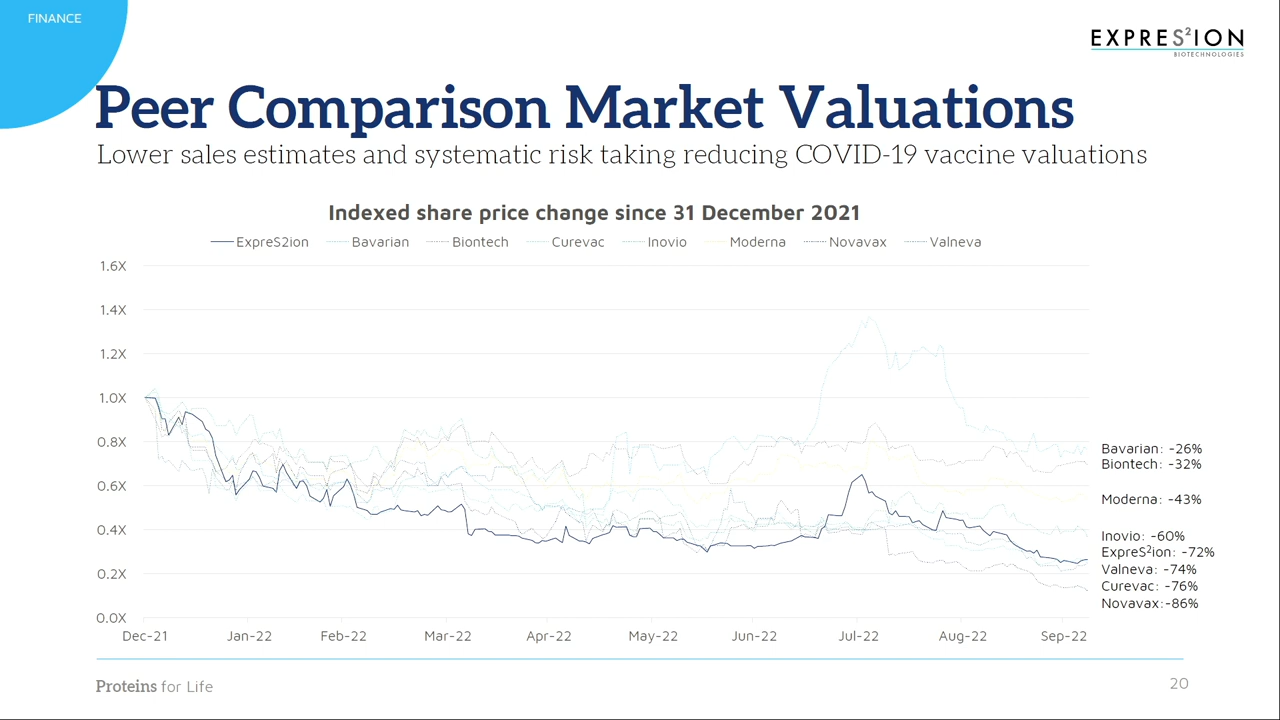 FINANCE
EXPRES²ION
BIOTECHNOLOGIES
Peer Comparison Market Valuations
Lower sales estimates and systematic risk taking reducing COVID-19 vaccine valuations
Indexed share price change since 31 December 2021
ExpreS2ion Bavarian Biontech Curevac Inovio Moderna Novavax Valneva
1.6X
1.4X
1.2X
1.0X
0.8X
0.6X
0.4X
0.2X
0.0X
Dec-21 Jan-22 Feb-22 Mar-22 Apr-22 May-22 Jun-22 Jul-22 Aug-22 Sep-22
Bavarian: -26%
Biontech: -32%
Moderna: -43%
Inovio: -60%
ExpreS²ion: -72%
Valneva: -74%
Curevac: -76%
Novavax:-86%
Proteins for Life
20